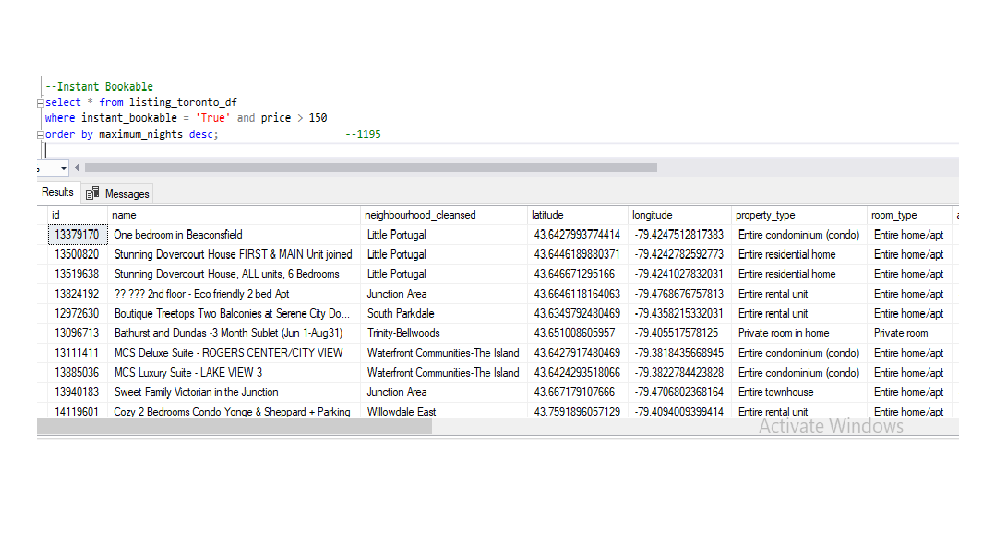 --Instant Bookable
select * from listing_toronto_df
where instant_bookable = 'True' and price > 150
order by maximum_nights desc; --1195
Results Messages
id name neighbourhood_cleansed latitude longitude property_type room_type
13379170 One bedroom in Beaconsfield Little Portugal 43.6427993774414 -79.4247512817383 Entire condominium (condo) Entire home/apt
13500820 Stunning Dovercourt House FIRST & MAIN Unit joined Little Portugal 43.6446189880371 -79.4242782592773 Entire residential home Entire home/apt
13519638 Stunning Dovercourt House, ALL units, 6 Bedrooms Little Portugal 43.646671295166 -79.4241027832031 Entire residential home Entire home/apt
13824192 ?? ??? 2nd floor - Eco friendly 2 bed Apt Junction Area 43.6646118164063 -79.4768676757813 Entire rental unit Entire home/apt
12972630 Boutique Treetops Two Balconies at Serene City Do... South Parkdale 43.6349792480469 -79.4358215332031 Entire rental unit Entire home/apt
13096713 Bathurst and Dundas -3 Month Sublet (Jun 1-Aug31) Trinity-Bellwoods 43.651008605957 -79.405517578125 Private room in home Private room
13111411 MCS Deluxe Suite - ROGERS CENTER/CITY VIEW Waterfront Communities-The Island 43.6427917480469 -79.3818435668945 Entire condominium (condo) Entire home/apt
13885036 MCS Luxury Suite - LAKE VIEW 3 Waterfront Communities-The Island 43.6424293518066 -79.3822784423828 Entire condominium (condo) Entire home/apt
13940183 Sweet Family Victorian in the Junction Junction Area 43.667179107666 -79.4706802368164 Entire townhouse Entire home/apt
14119601 Cozy 2 Bedrooms Condo Yonge & Sheppard + Parking Willowdale East 43.7591896057129 -79.4094009399414 Entire rental unit Entire home/apt
Activate Windows